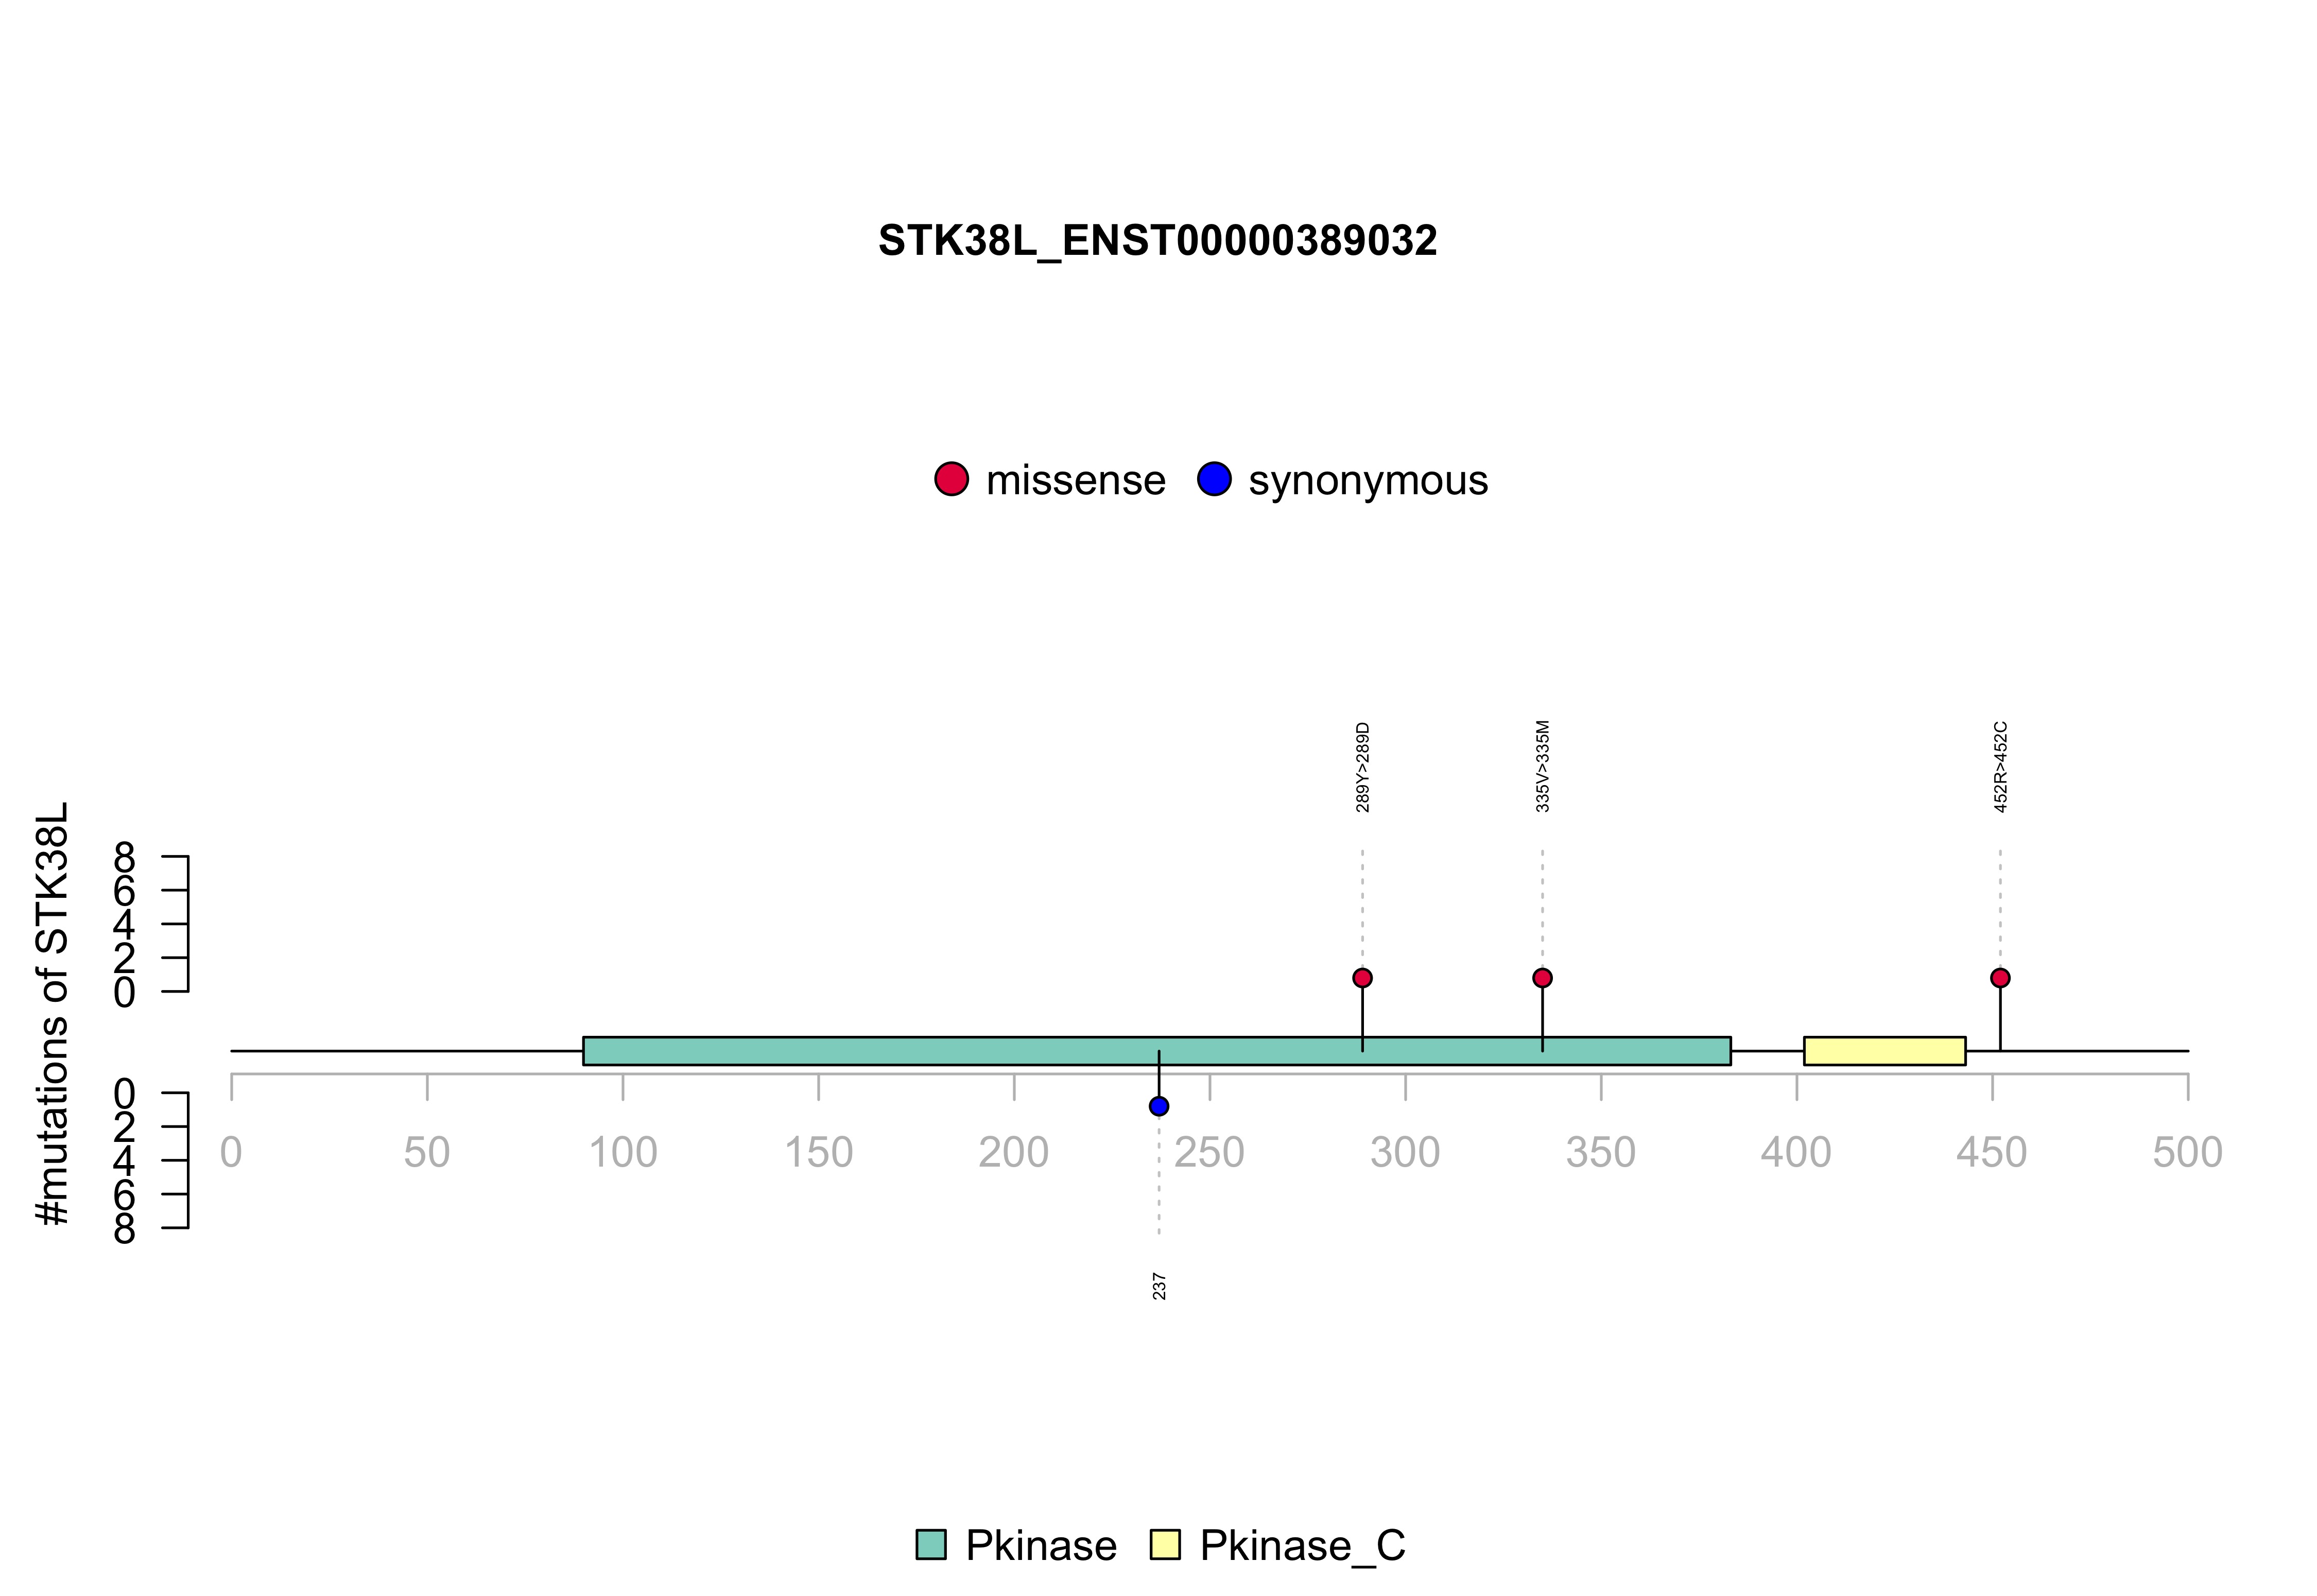 STK38L_ENST00000389032
missense synonymous
289Y>289D
335V>335M
452R>452C
#mutations of STK38L
8
6
4
2
0
0
2
4
6
8
0 50 100 150 200 250 300 350 400 450 500
237
Pkinase Pkinase_C